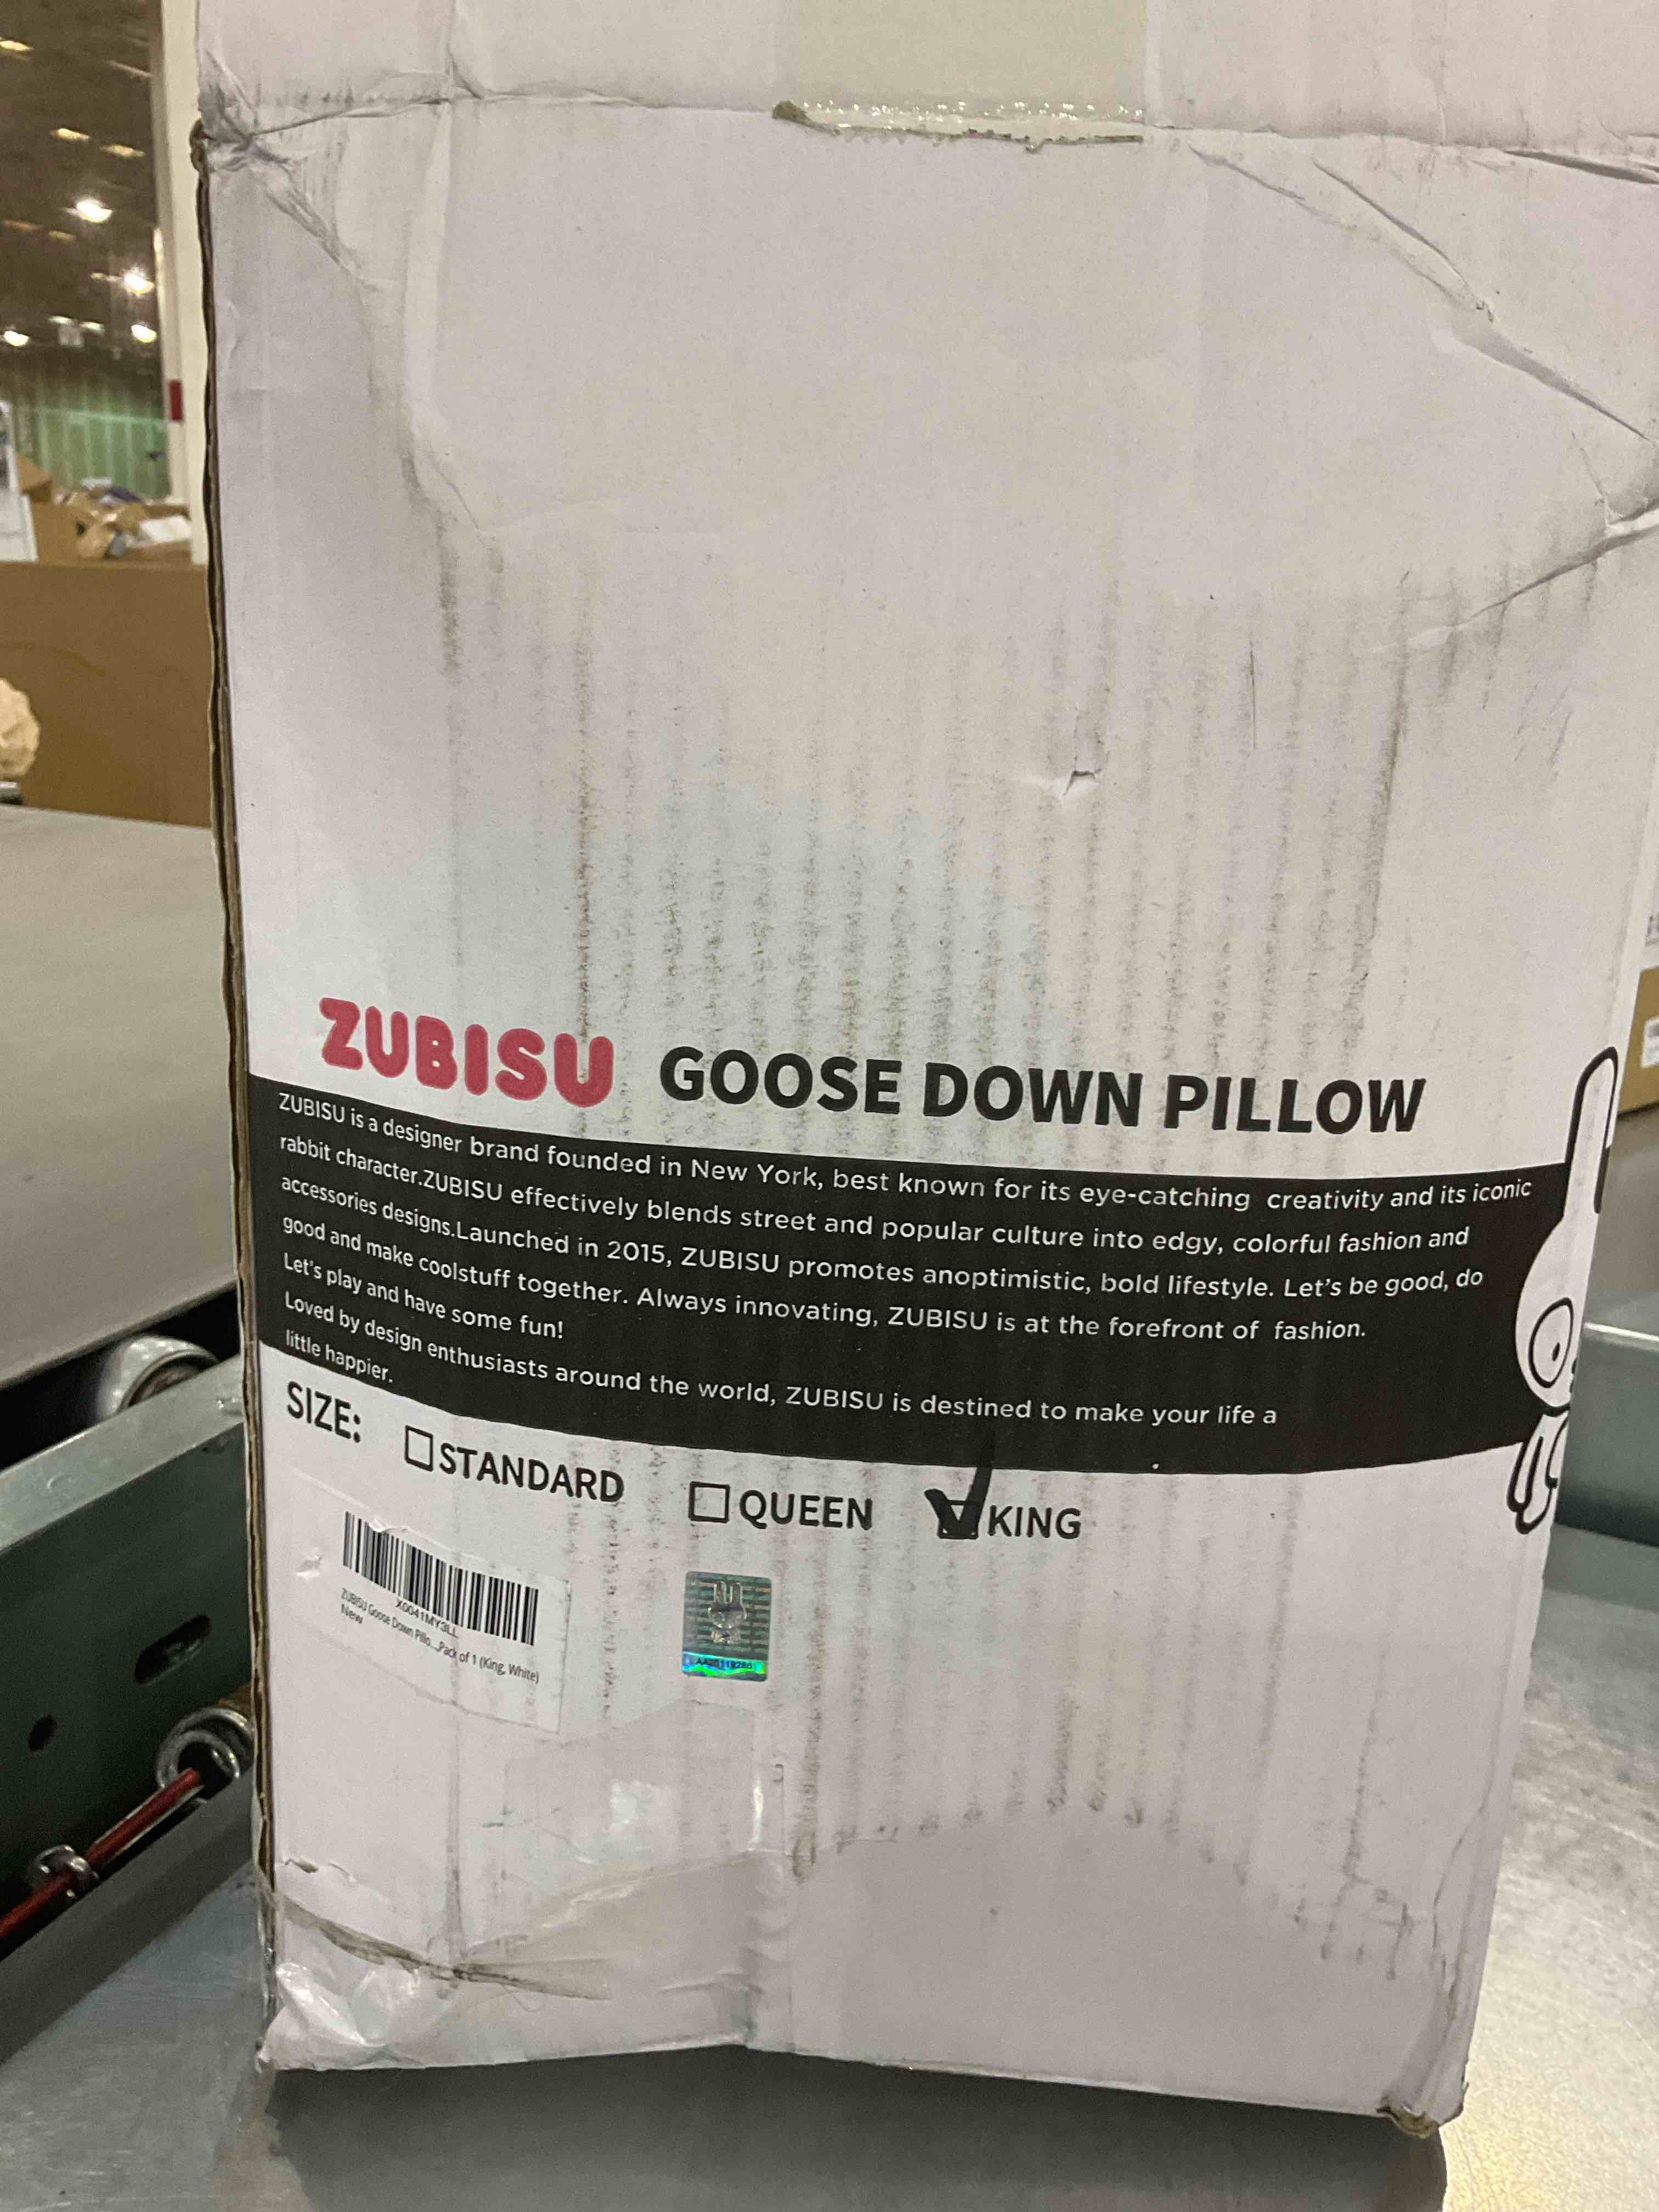 ZUBISU GOOSE DOWN PILLOW
ZUBISU is a designer brand founded in New York, best known for its eye-catching creativity and its iconic
rabbit character.ZUBISU effectively blends street and popular culture into edgy, colorful fashion and
accessories designs.Launched in 2015, ZUBISU promotes anoptimistic, bold lifestyle. Let's be good, do
good and make coolstuff together. Always innovating, ZUBISU is at the forefront of fashion.
Let's play and have some fun!
Loved by design enthusiasts around the world, ZUBISU is destined to make your life a
little happier.
SIZE: STANDARD QUEEN KING
X0041MY3LL
ZUBISU Goose Down Pillo...Pack of 1 (King, White)
New